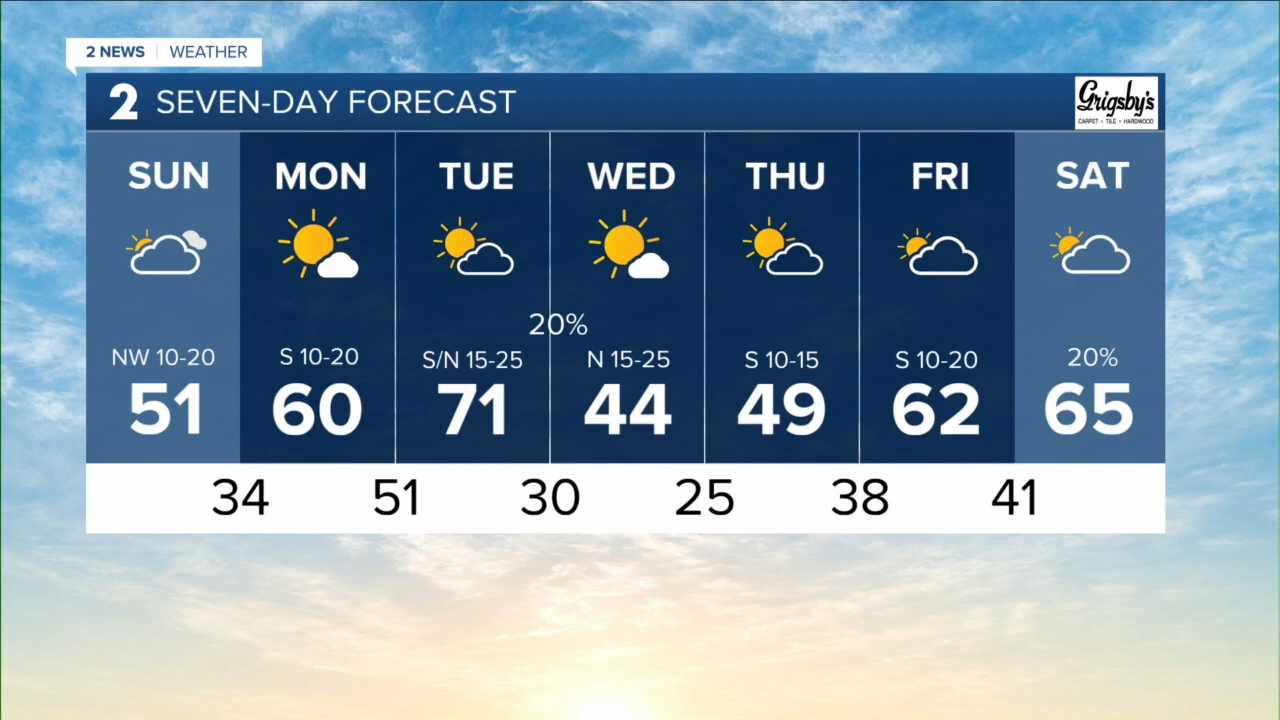 2 NEWS | WEATHER
2 SEVEN-DAY FORECAST
Grigsby's
CARPET • TILE • HARDWOOD
SUN MON TUE WED THU FRI SAT
20%
NW 10-20 S 10-20 S/N 15-25 N 15-25 S 10-15 S 10-20 20%
51 60 71 44 49 62 65
34 51 30 25 38 41